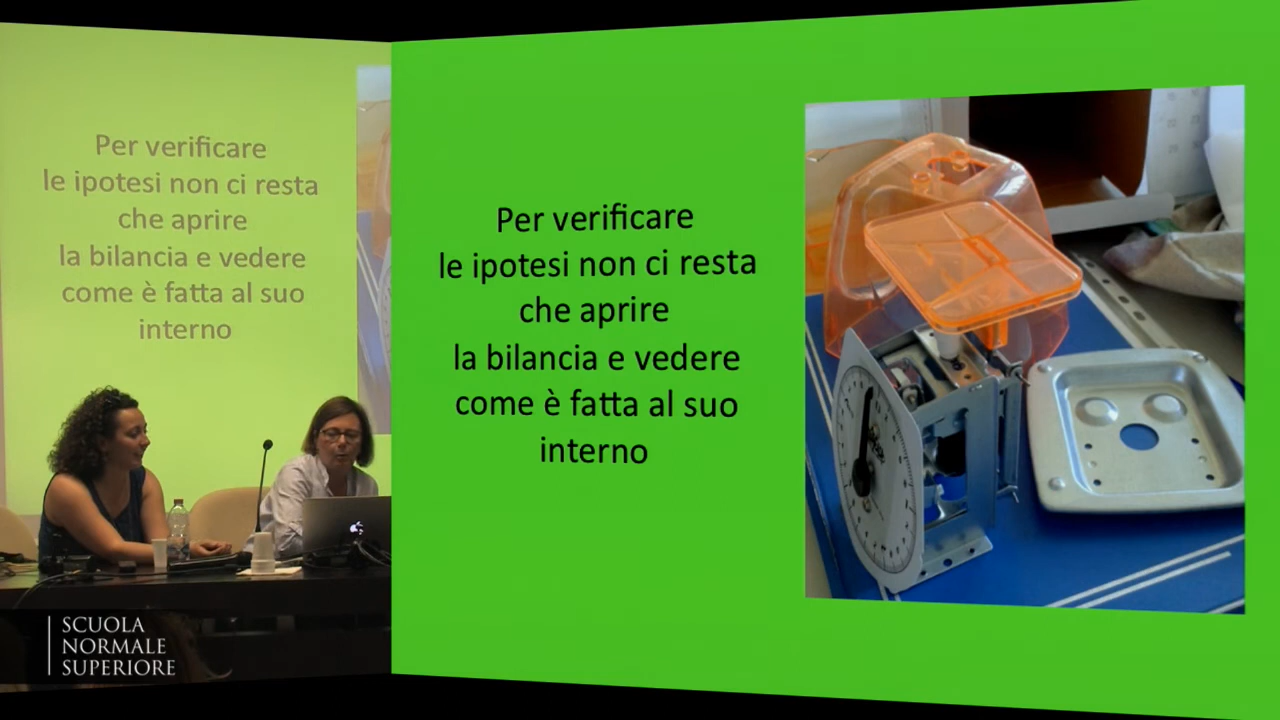 Per verificare
le ipotesi non ci resta
che aprire
la bilancia e vedere
come è fatta al suo
interno
Per verificare
le ipotesi non ci resta
che aprire
la bilancia e vedere
come è fatta al suo
interno
SCUOLA
NORMALE
SUPERIORE